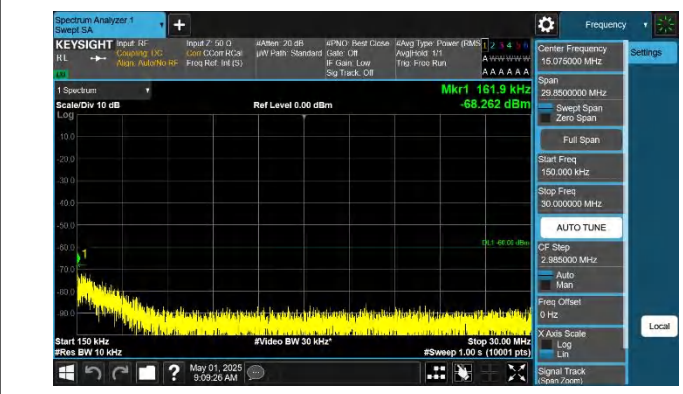 Spectrum Analyzer 1
Swept SA
+
Frequency
KEYSIGHT
Input: RF
Input Z: 50 Ω
#Atten: 20 dB
#PNO: Best Close
#Avg Type: Power (RMS
1 2 3 4 5 6
RL
Coupling: DC
Corr CCorr RCal
µW Path: Standard
Gate: Off
Avg|Hold: 1/1
A W W W W W
Align: Auto/No RF
Freq Ref: Int (S)
IF Gain: Low
Trig: Free Run
Sig Track: Off
A A A A A A
1 Spectrum
Mkr1 161.9 kHz
Scale/Div 10 dB
Ref Level 0.00 dBm
-68.262 dBm
Log
-10.0
-20.0
-30.0
-40.0
-50.0
-60.0
DL1 -60.00 dBm
1
-70.0
-80.0
-90.0
Start 150 kHz
#Video BW 30 kHz*
Stop 30.00 MHz
#Res BW 10 kHz
#Sweep 1.00 s (10001 pts)
?
May 01, 2025
9:09:26 AM
Center Frequency
15.075000 MHz
Settings
Span
29.8500000 MHz
Swept Span
Zero Span
Full Span
Start Freq
150.000 kHz
Stop Freq
30.000000 MHz
AUTO TUNE
CF Step
2.985000 MHz
Auto
Man
Freq Offset
0 Hz
Local
X Axis Scale
Log
Lin
Signal Track
(Span Zoom)